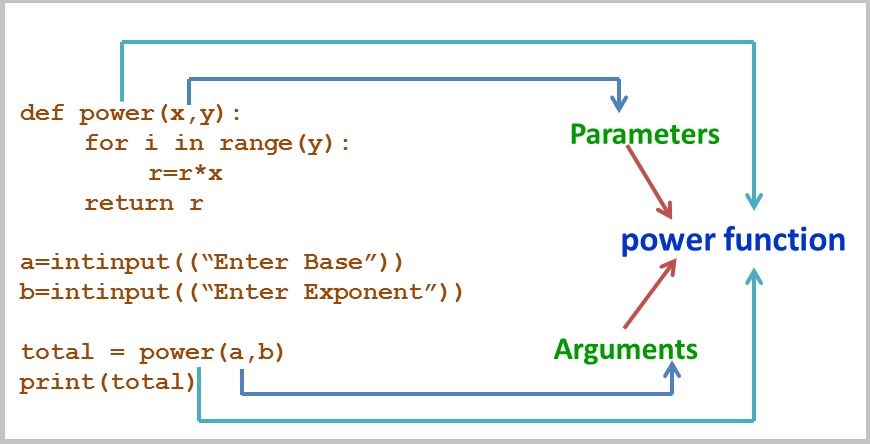 def power(x,y):
for i in range(y):
r=r*x
return r
a=intinput((“Enter Base”))
b=intinput((“Enter Exponent”))
total = power(a,b)
print(total)
Parameters
power function
Arguments